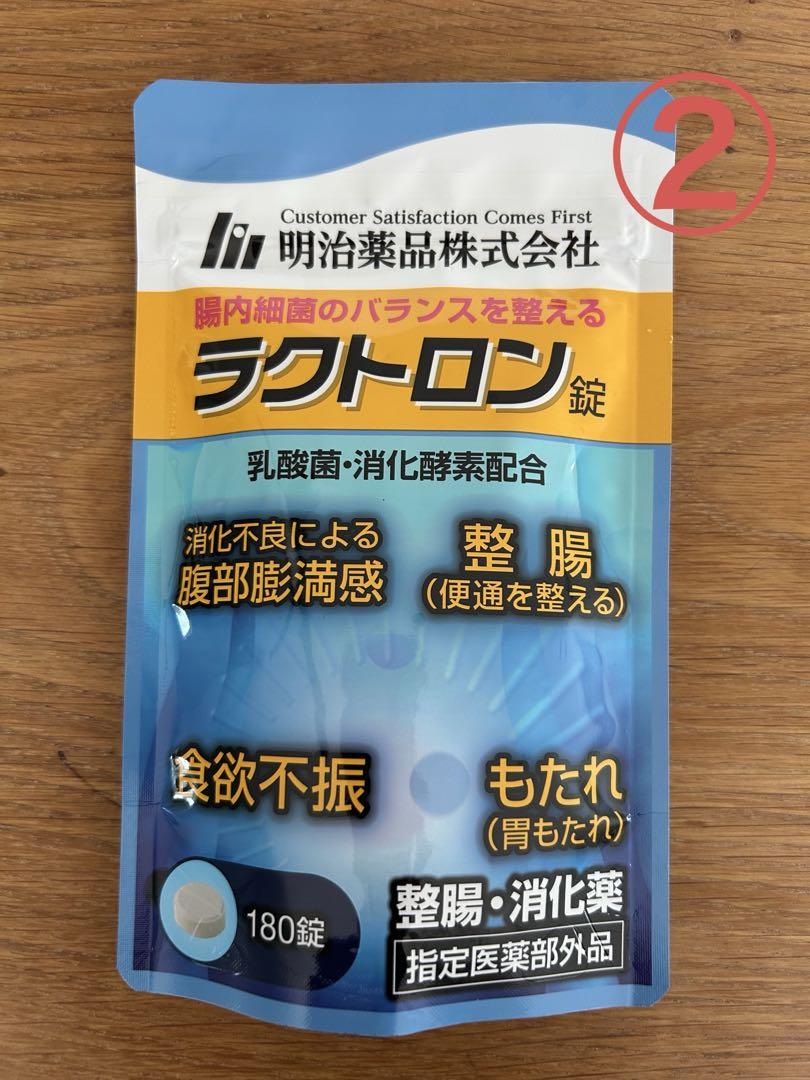 ②
Customer Satisfaction Comes First
明治薬品株式会社
腸内細菌のバランスを整える
ラクトロン錠
乳酸菌・消化酵素配合
消化不良による
腹部膨満感
整腸
(便通を整える)
食欲不振
もたれ
(胃もたれ)
180錠
整腸・消化薬
指定医薬部外品